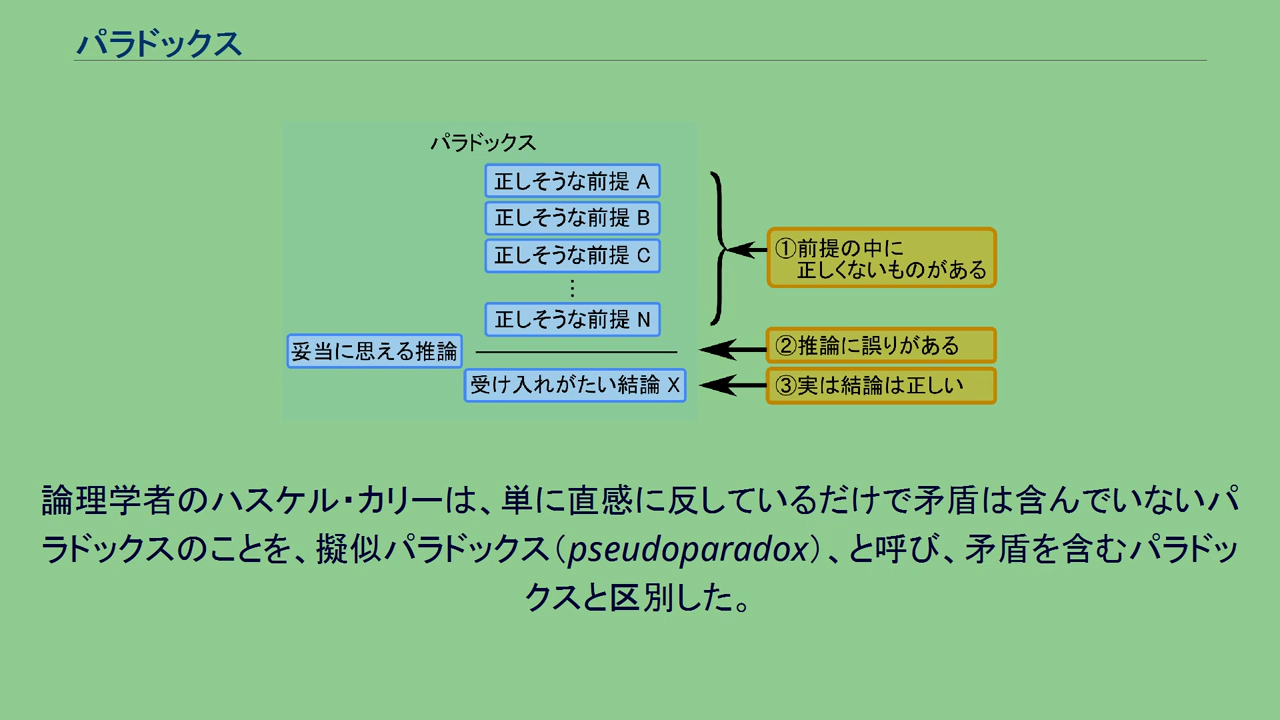 パラドックス
パラドックス
正しそうな前提 A
正しそうな前提 B
正しそうな前提 C
⋮
正しそうな前提 N
妥当に思える推論
受け入れがたい結論 X
①前提の中に
正しくないものがある
②推論に誤りがある
③実は結論は正しい
論理学者のハスケル・カリーは、単に直感に反しているだけで矛盾は含んでいないパ
ラドックスのことを、擬似パラドックス（pseudoparadox）、と呼び、矛盾を含むパラドッ
クスと区別した。